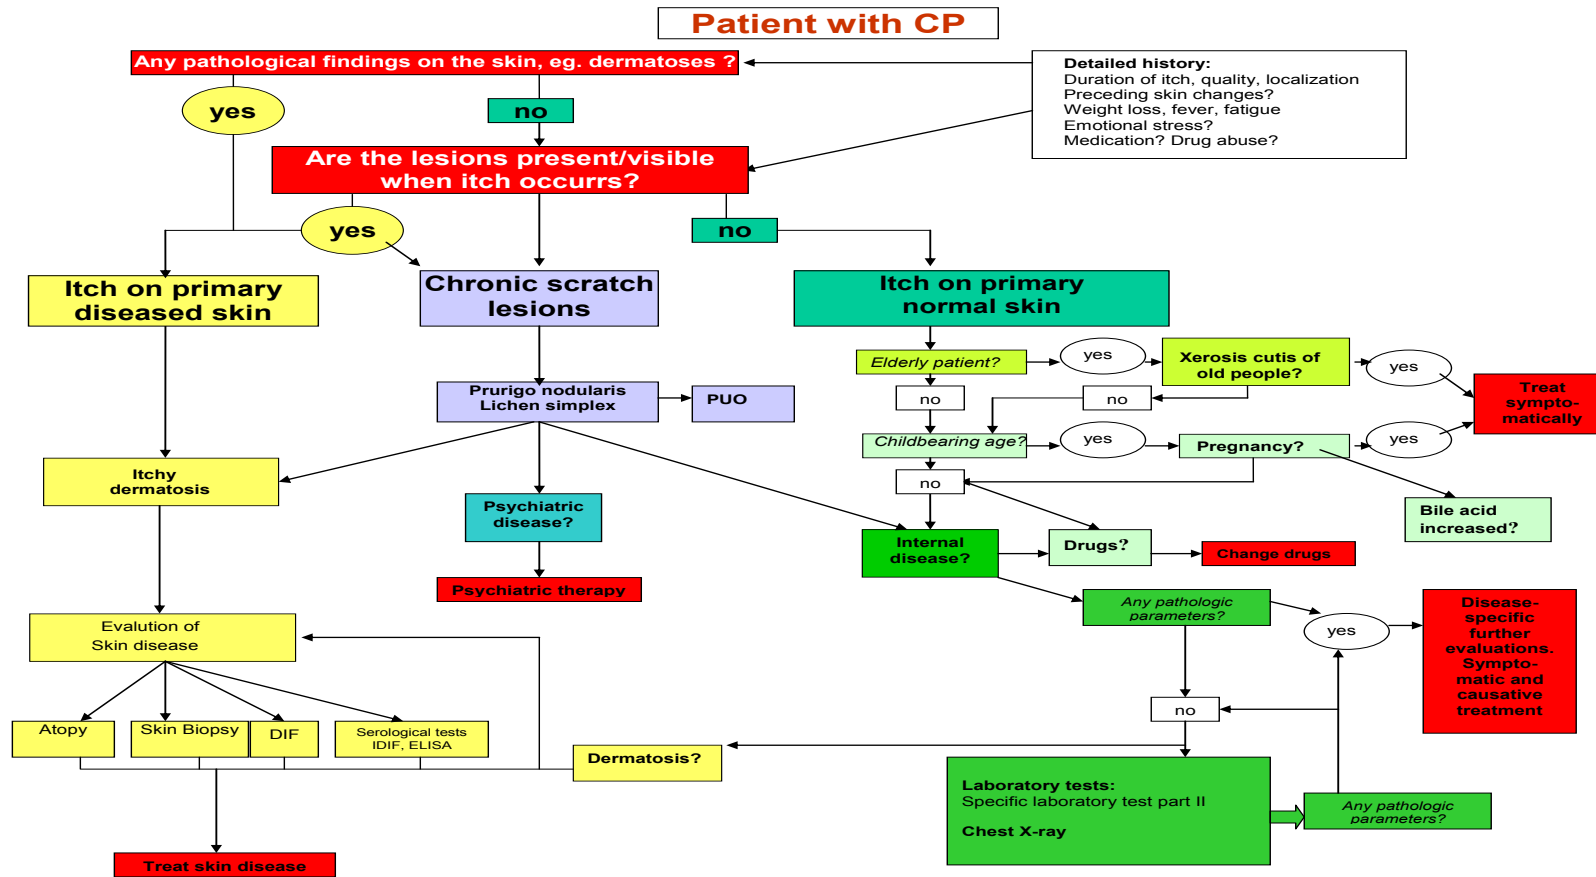 Patient with CP
Any pathological findings on the skin, eg. dermatoses ?
Detailed history:
Duration of itch, quality, localization
Preceding skin changes?
Weight loss, fever, fatigue
Emotional stress?
Medication? Drug abuse?
yes
no
Are the lesions present/visible
when itch occurrs?
yes
no
Itch on primary
diseased skin
Chronic scratch
lesions
Itch on primary
normal skin
Elderly patient?
yes
Xerosis cutis of
old people?
yes
Treat
sympto-
matically
no
no
Prurigo nodularis
Lichen simplex
PUO
Childbearing age?
yes
Pregnancy?
yes
no
Itchy
dermatosis
Psychiatric
disease?
Bile acid
increased?
Internal
disease?
Drugs?
Change drugs
Psychiatric therapy
Any pathologic
parameters?
yes
Disease-
specific
further
evaluations.
Sympto-
matic and
causative
treatment
Evalution of
Skin disease
no
Atopy
Skin Biopsy
DIF
Serological tests
IDIF, ELISA
Dermatosis?
Laboratory tests:
Specific laboratory test part II
Chest X-ray
Any pathologic
parameters?
Treat skin disease